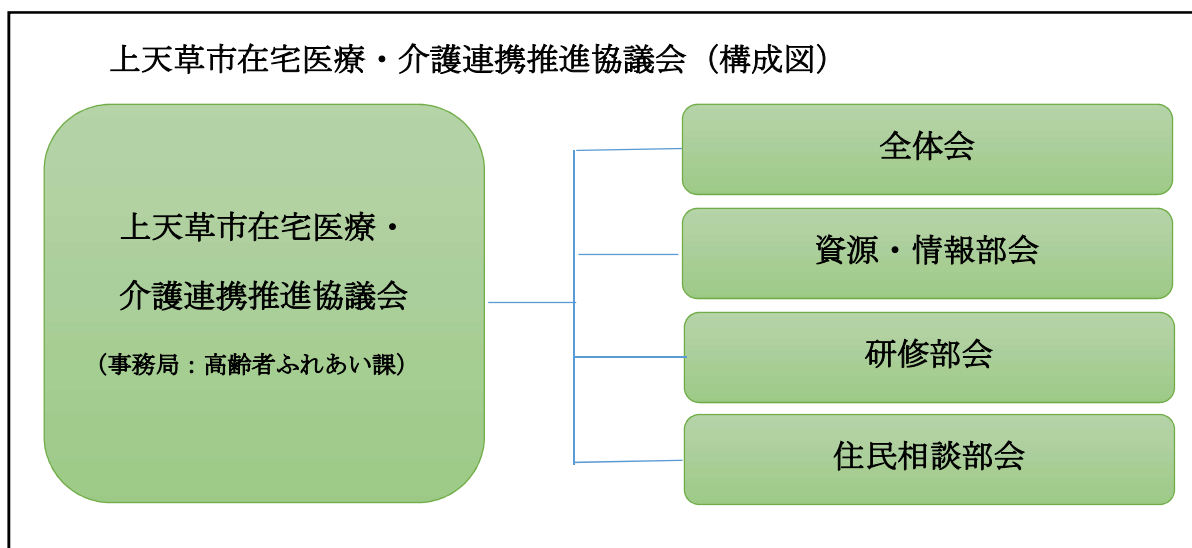 上天草市在宅医療・介護連携推進協議会（構成図）
上天草市在宅医療・
介護連携推進協議会
（事務局：高齢者ふれあい課）
全体会
資源・情報部会
研修部会
住民相談部会